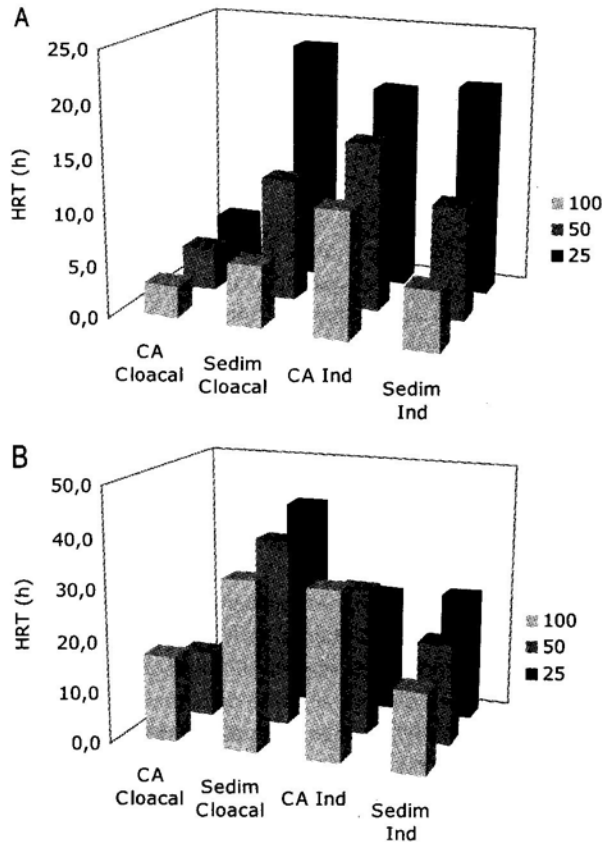 A
25,0
20,0
15,0
10,0
5,0
0,0
HRT (h)
100
50
25
CA
Cloacal
Sedim
Cloacal
CA Ind
Sedim
Ind
B
50,0
40,0
30,0
20,0
10,0
0,0
HRT (h)
100
50
25
CA
Cloacal
Sedim
Cloacal
CA Ind
Sedim
Ind